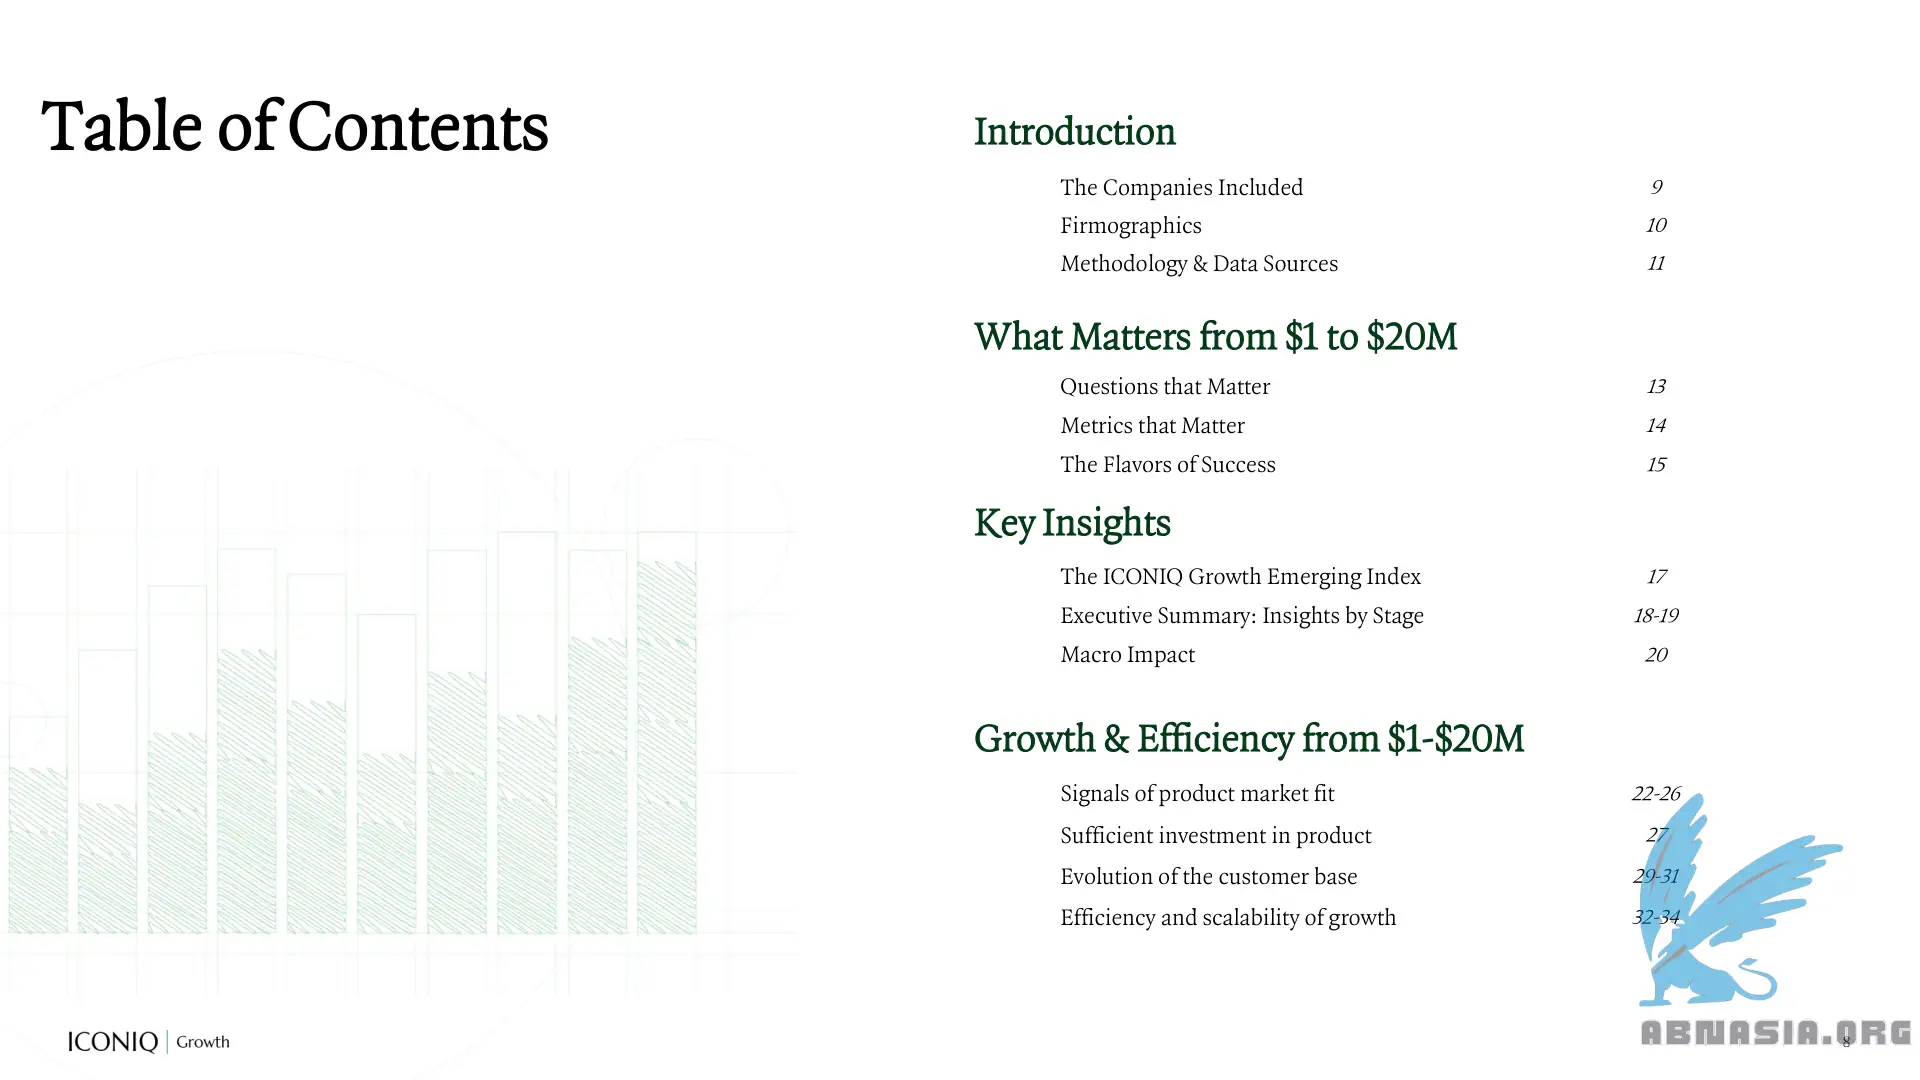 Table of Contents
Introduction
The Companies Included 9
Firmographics 10
Methodology & Data Sources 11
What Matters from $1 to $20M
Questions that Matter 13
Metrics that Matter 14
The Flavors of Success 15
Key Insights
The ICONIQ Growth Emerging Index 17
Executive Summary: Insights by Stage 18-19
Macro Impact 20
Growth & Efficiency from $1-$20M
Signals of product market fit 22-26
Sufficient investment in product 27
Evolution of the customer base 29-31
Efficiency and scalability of growth 32-34
ICONIQ | Growth
ABNASIA.ORG
8